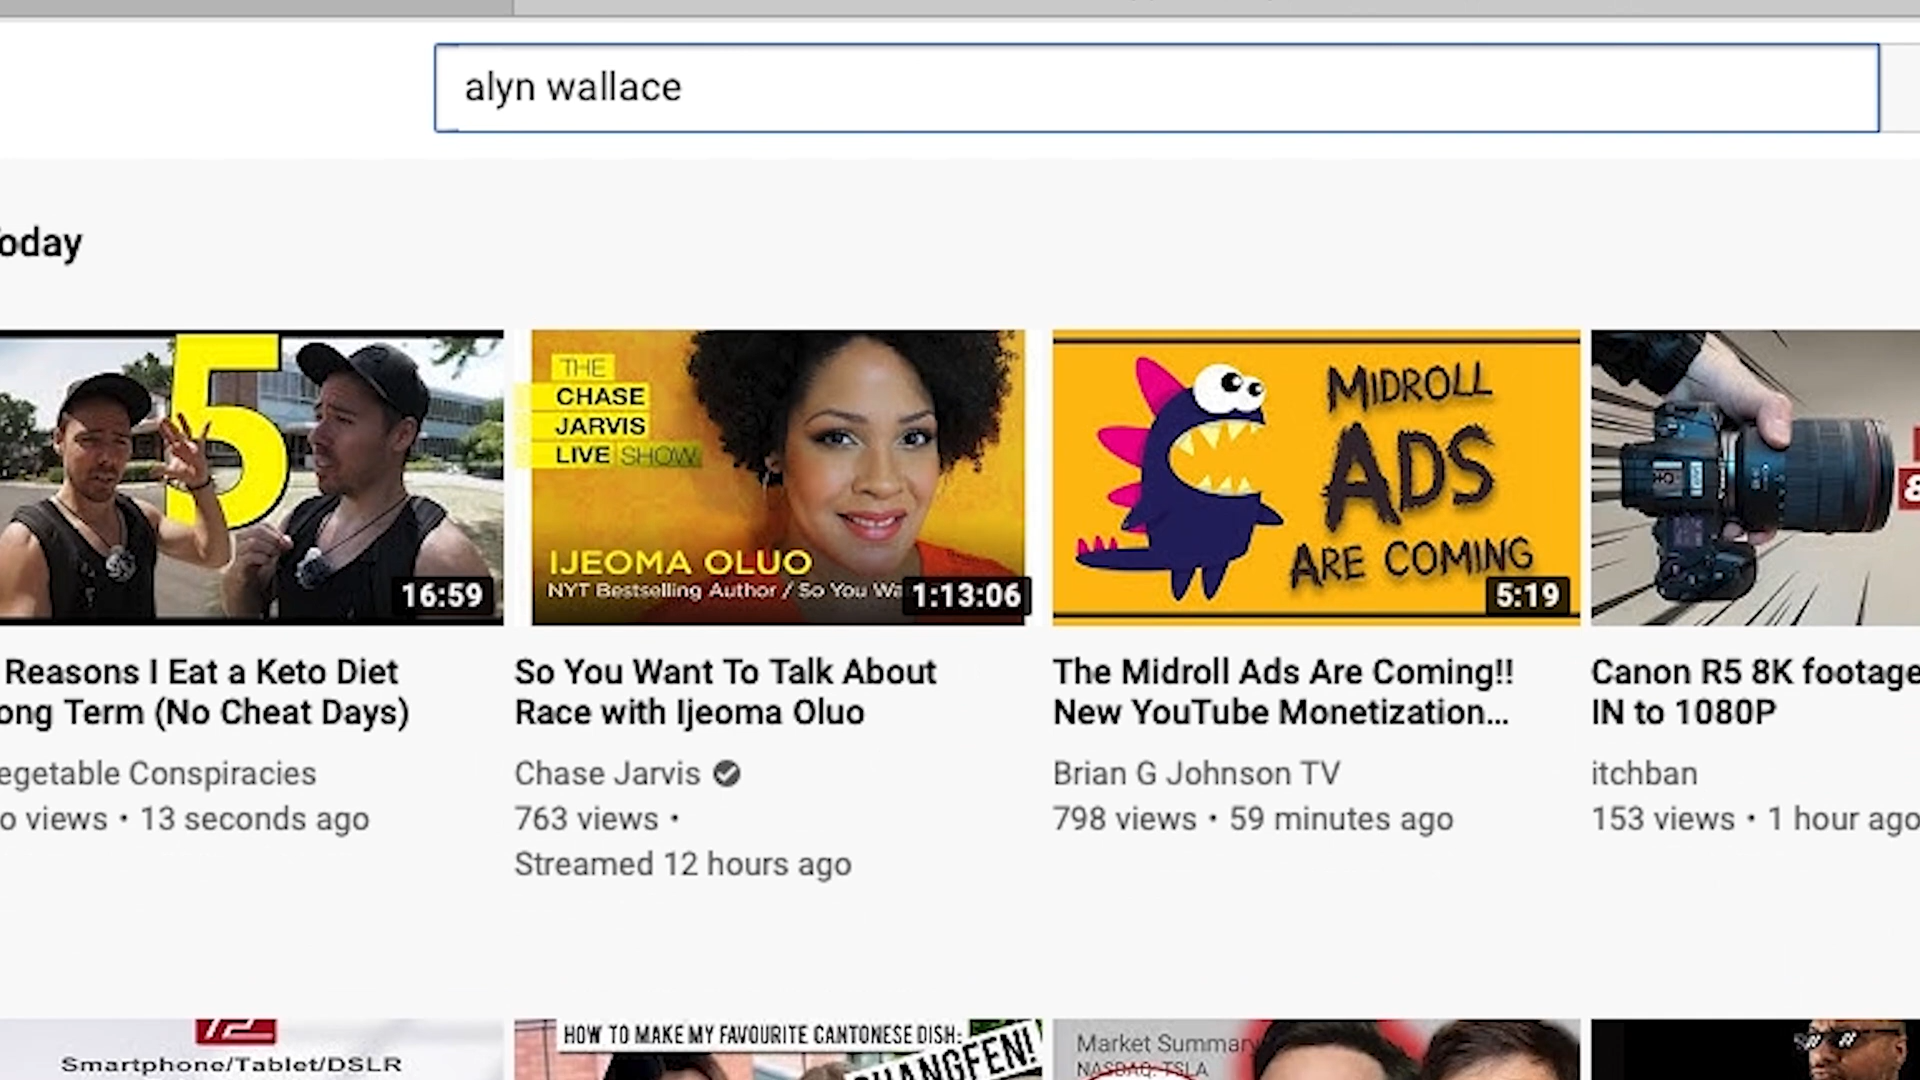 alyn wallace
oday
5
16:59
THE
CHASE
JARVIS
LIVE SHOW
IJEOMA OLUO
NYT Bestselling Author / So You Wa
1:13:06
MIDROLL
ADS
ARE COMING
5:19
8
Reasons I Eat a Keto Diet
ong Term (No Cheat Days)
egetable Conspiracies
o views • 13 seconds ago
So You Want To Talk About
Race with Ijeoma Oluo
Chase Jarvis
763 views •
Streamed 12 hours ago
The Midroll Ads Are Coming!!
New YouTube Monetization...
Brian G Johnson TV
798 views • 59 minutes ago
Canon R5 8K footage
IN to 1080P
itchban
153 views • 1 hour ago
Smartphone/Tablet/DSLR
HOW TO MAKE MY FAVOURITE CANTONESE DISH:
HANGFEN!
Market Summary
NASDAQ: TSLA